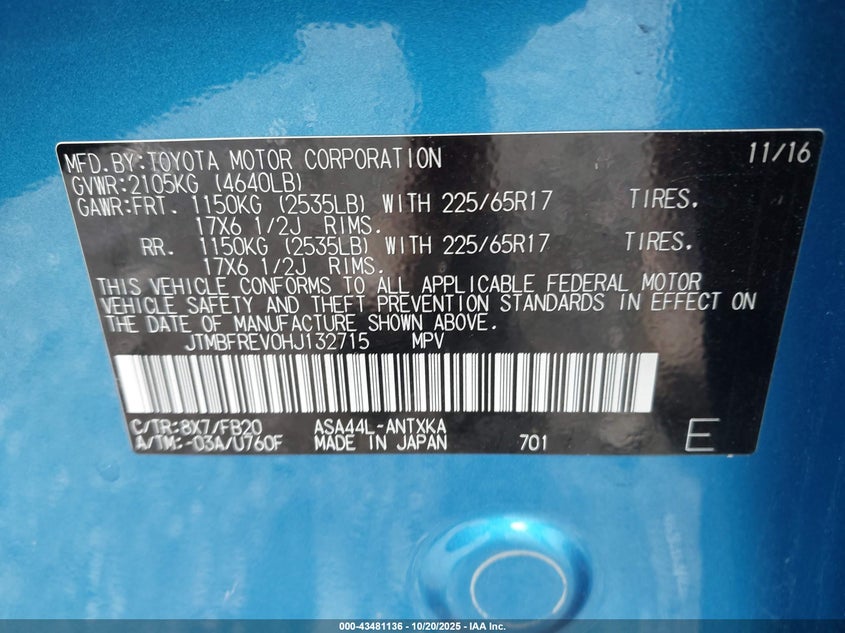 MFD.BY:TOYOTA MOTOR CORPORATION 11/16
GVWR:2105KG (4640LB)
GAWR:FRT. 1150KG (2535LB) WITH 225/65R17 TIRES.
17X6 1/2J RIMS.
RR. 1150KG (2535LB) WITH 225/65R17 TIRES.
17X6 1/2J RIMS.
THIS VEHICLE CONFORMS TO ALL APPLICABLE FEDERAL MOTOR
VEHICLE SAFETY AND THEFT PREVENTION STANDARDS IN EFFECT ON
THE DATE OF MANUFACTURE SHOWN ABOVE.
JTMBFREV0HJ132715 MPV
C/TR:8X7/FB20 ASA44L-ANTXKA
A/TM:-03A/U760F MADE IN JAPAN 701 E
000-43481136 - 10/20/2025 - IAA Inc.